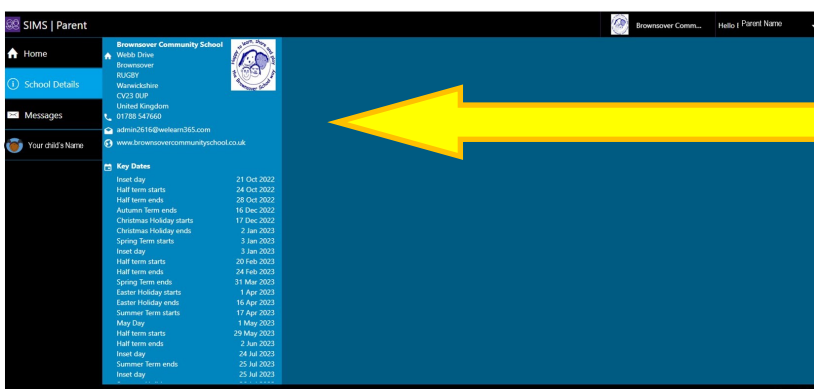 SIMS | Parent
Brownsover Comm...
Hello | Parent Name
Home
School Details
Messages
Your child's Name
Brownsover Community School
Webb Drive
Brownsover
RUGBY
Warwickshire
CV23 0UP
United Kingdom
01788 547660
admin2616@welearn365.com
www.brownsovercommunityschool.co.uk
Key Dates
Inset day 21 Oct 2022
Half term starts 24 Oct 2022
Half term ends 28 Oct 2022
Autumn Term ends 16 Dec 2022
Christmas Holiday starts 17 Dec 2022
Christmas Holiday ends 2 Jan 2023
Spring Term starts 3 Jan 2023
Inset day 3 Jan 2023
Half term starts 20 Feb 2023
Half term ends 24 Feb 2023
Spring Term ends 31 Mar 2023
Easter Holiday starts 1 Apr 2023
Easter Holiday ends 16 Apr 2023
Summer Term starts 17 Apr 2023
May Day 1 May 2023
Half term starts 29 May 2023
Half term ends 2 Jun 2023
Inset day 24 Jul 2023
Summer Term ends 25 Jul 2023
Inset day 25 Jul 2023